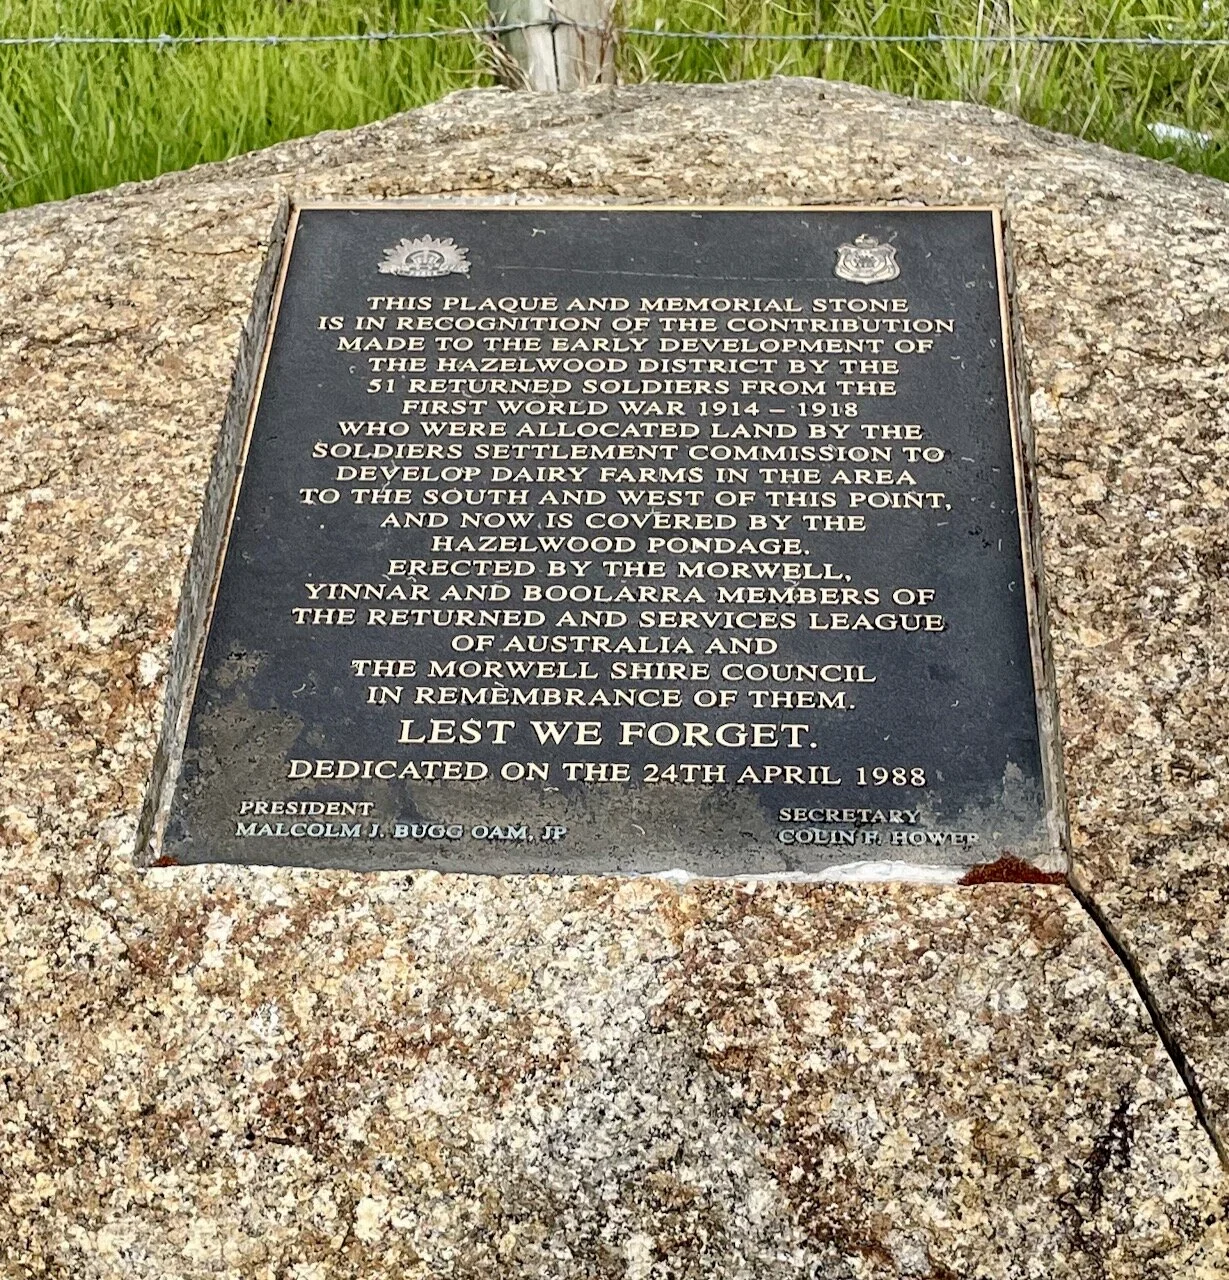 THIS PLAQUE AND MEMORIAL STONE
IS IN RECOGNITION OF THE CONTRIBUTION
MADE TO THE EARLY DEVELOPMENT OF
THE HAZELWOOD DISTRICT BY THE
51 RETURNED SOLDIERS FROM THE
FIRST WORLD WAR 1914 – 1918
WHO WERE ALLOCATED LAND BY THE
SOLDIERS SETTLEMENT COMMISSION TO
DEVELOP DAIRY FARMS IN THE AREA
TO THE SOUTH AND WEST OF THIS POINT,
AND NOW IS COVERED BY THE
HAZELWOOD PONDAGE.
ERECTED BY THE MORWELL,
YINNAR AND BOOLARRA MEMBERS OF
THE RETURNED AND SERVICES LEAGUE
OF AUSTRALIA AND
THE MORWELL SHIRE COUNCIL
IN REMEMBRANCE OF THEM.
LEST WE FORGET.
DEDICATED ON THE 24TH APRIL 1988
PRESIDENT
MALCOLM J. BUGG OAM, JP
SECRETARY
COLIN F. HOWER